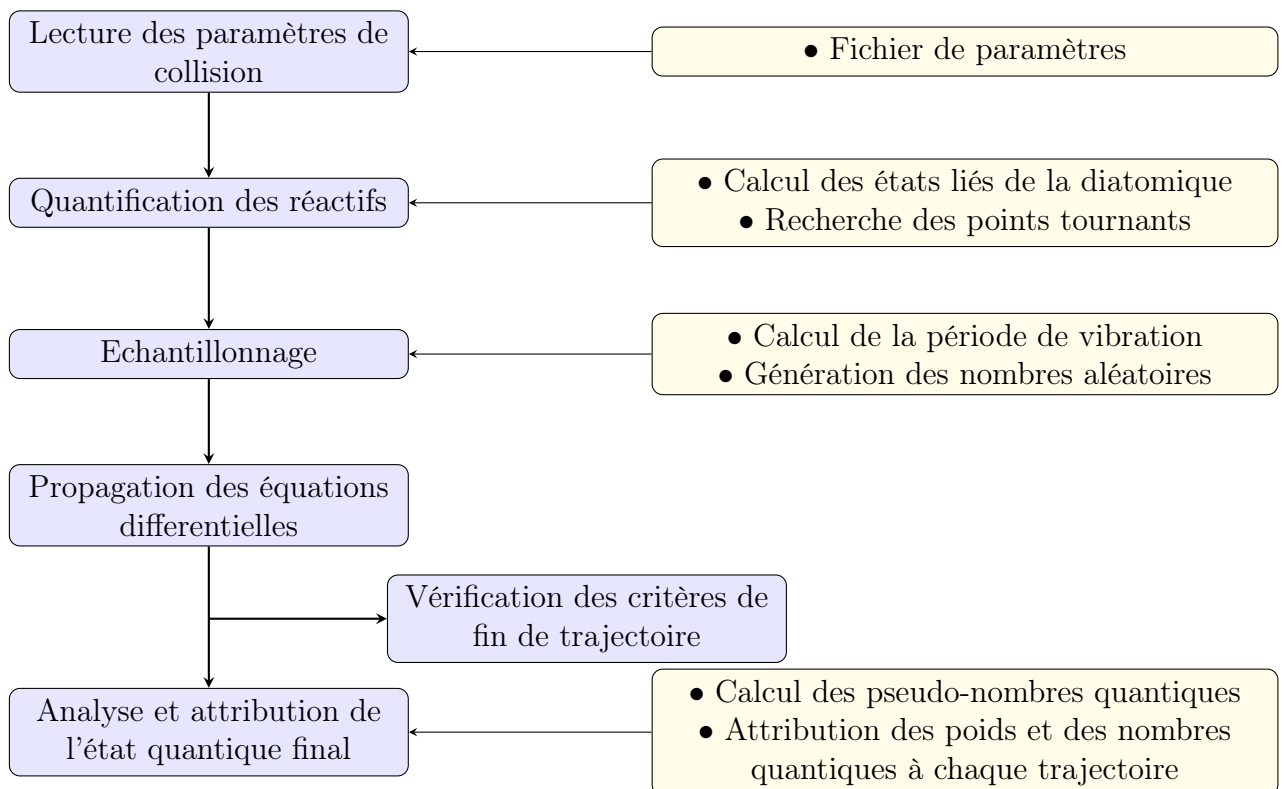 Lecture des paramètres de
collision
• Fichier de paramètres
Quantification des réactifs
• Calcul des états liés de la diatomique
• Recherche des points tournants
Echantillonnage
• Calcul de la période de vibration
• Génération des nombres aléatoires
Propagation des équations
differentielles
Vérification des critères de
fin de trajectoire
Analyse et attribution de
l'état quantique final
• Calcul des pseudo-nombres quantiques
• Attribution des poids et des nombres
quantiques à chaque trajectoire